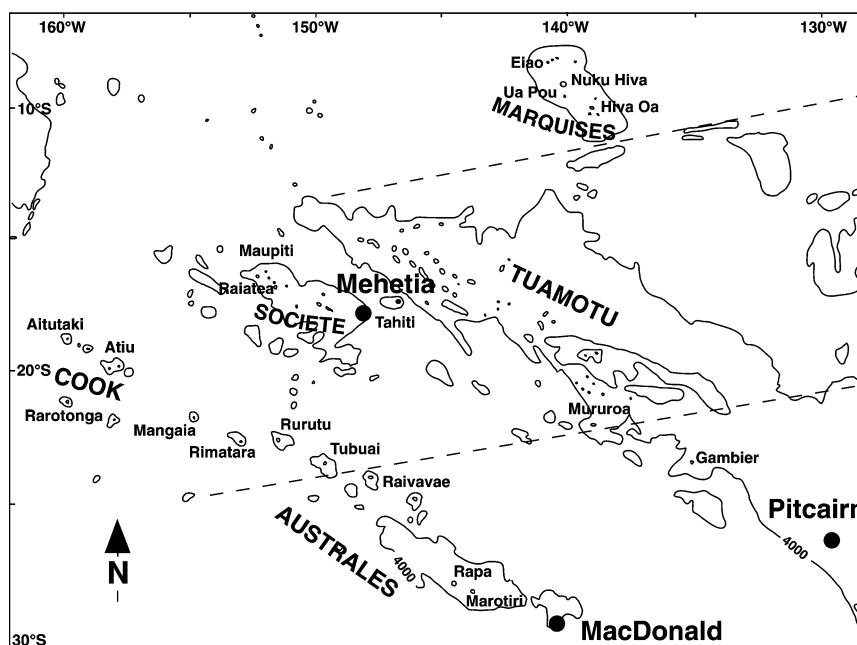 160°W
150°W
140°W
130°W
Eiao
Nuku Hiva
Ua Pou
Hiva Oa
10°S
MARQUISES
Maupiti
Mehetia
TUAMOTU
Raiatea
SOCIETE
Tahiti
Aitutaki
Atiu
20°S
COOK
Rarotonga
Mururoa
Mangaia
Rurutu
Rimatara
Tubuai
Gambier
Raivavae
Pitcairn
AUSTRALES
4000
4000
N
Rapa
Marotiri
MacDonald
30°S